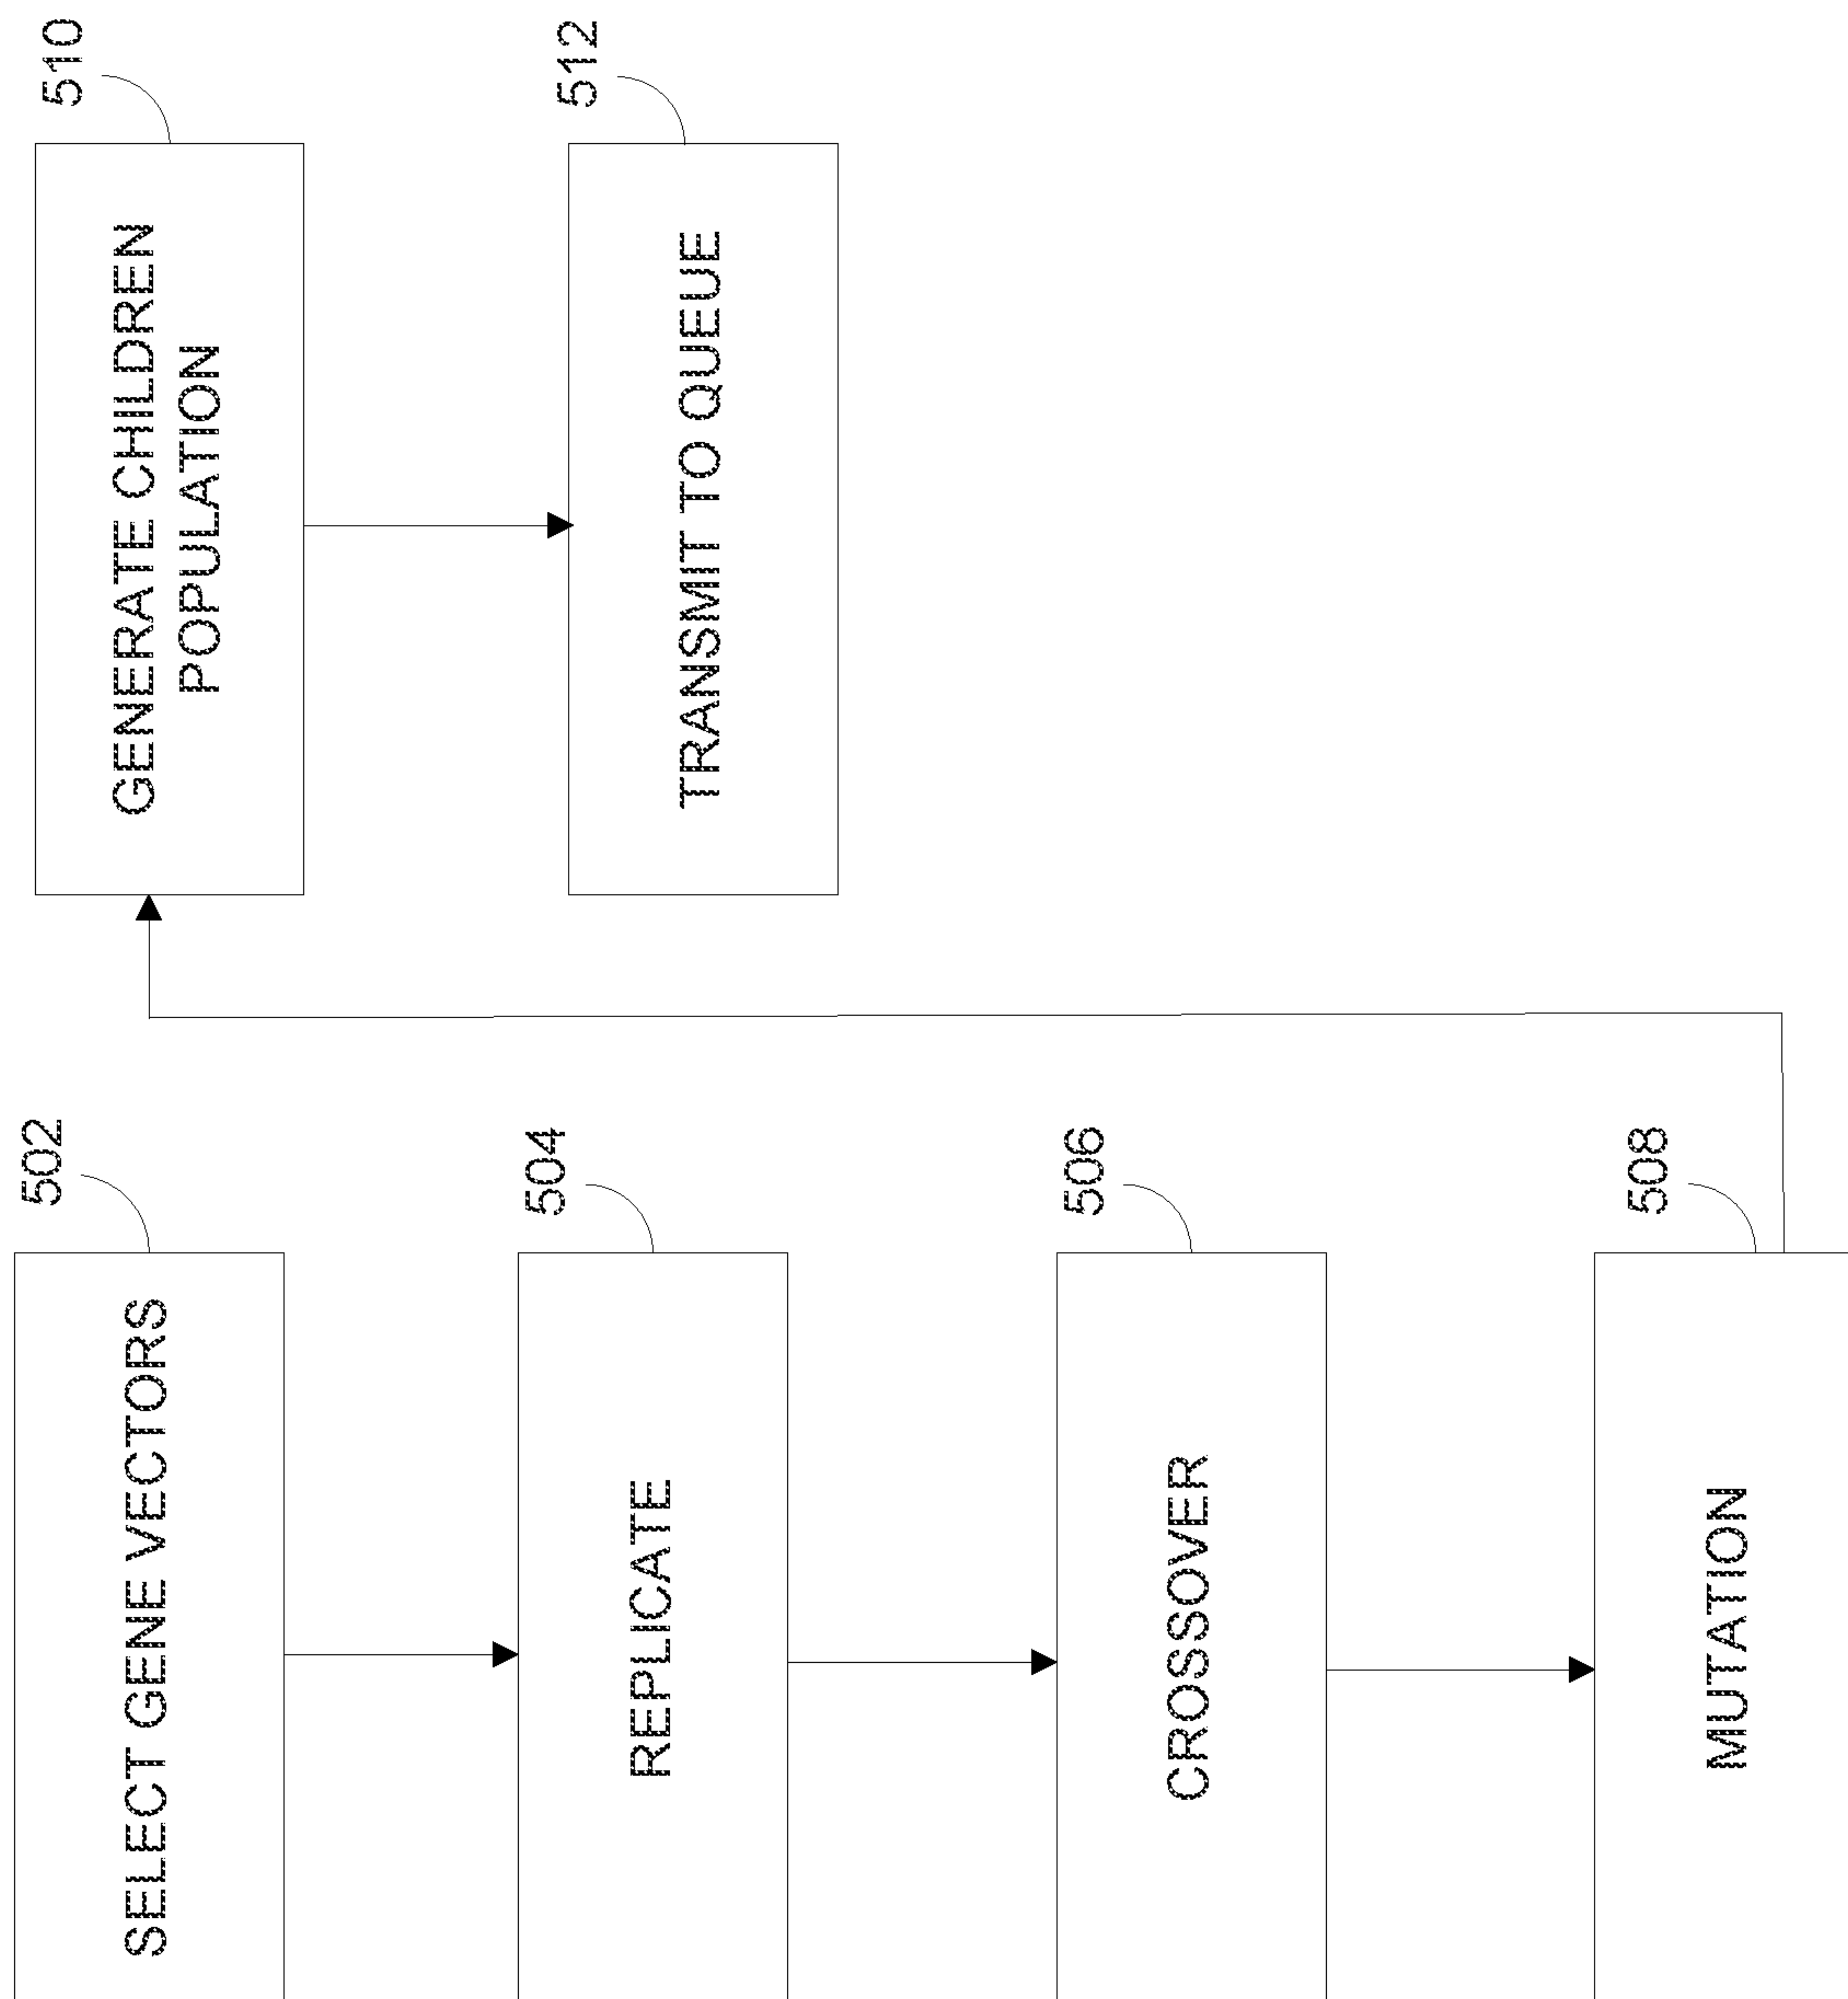 502
SELECT GENE VECTORS
504
REPLICATE
506
CROSSOVER
508
MUTATION
510
GENERATE CHILDREN
POPULATION
512
TRANSMIT TO QUEUE